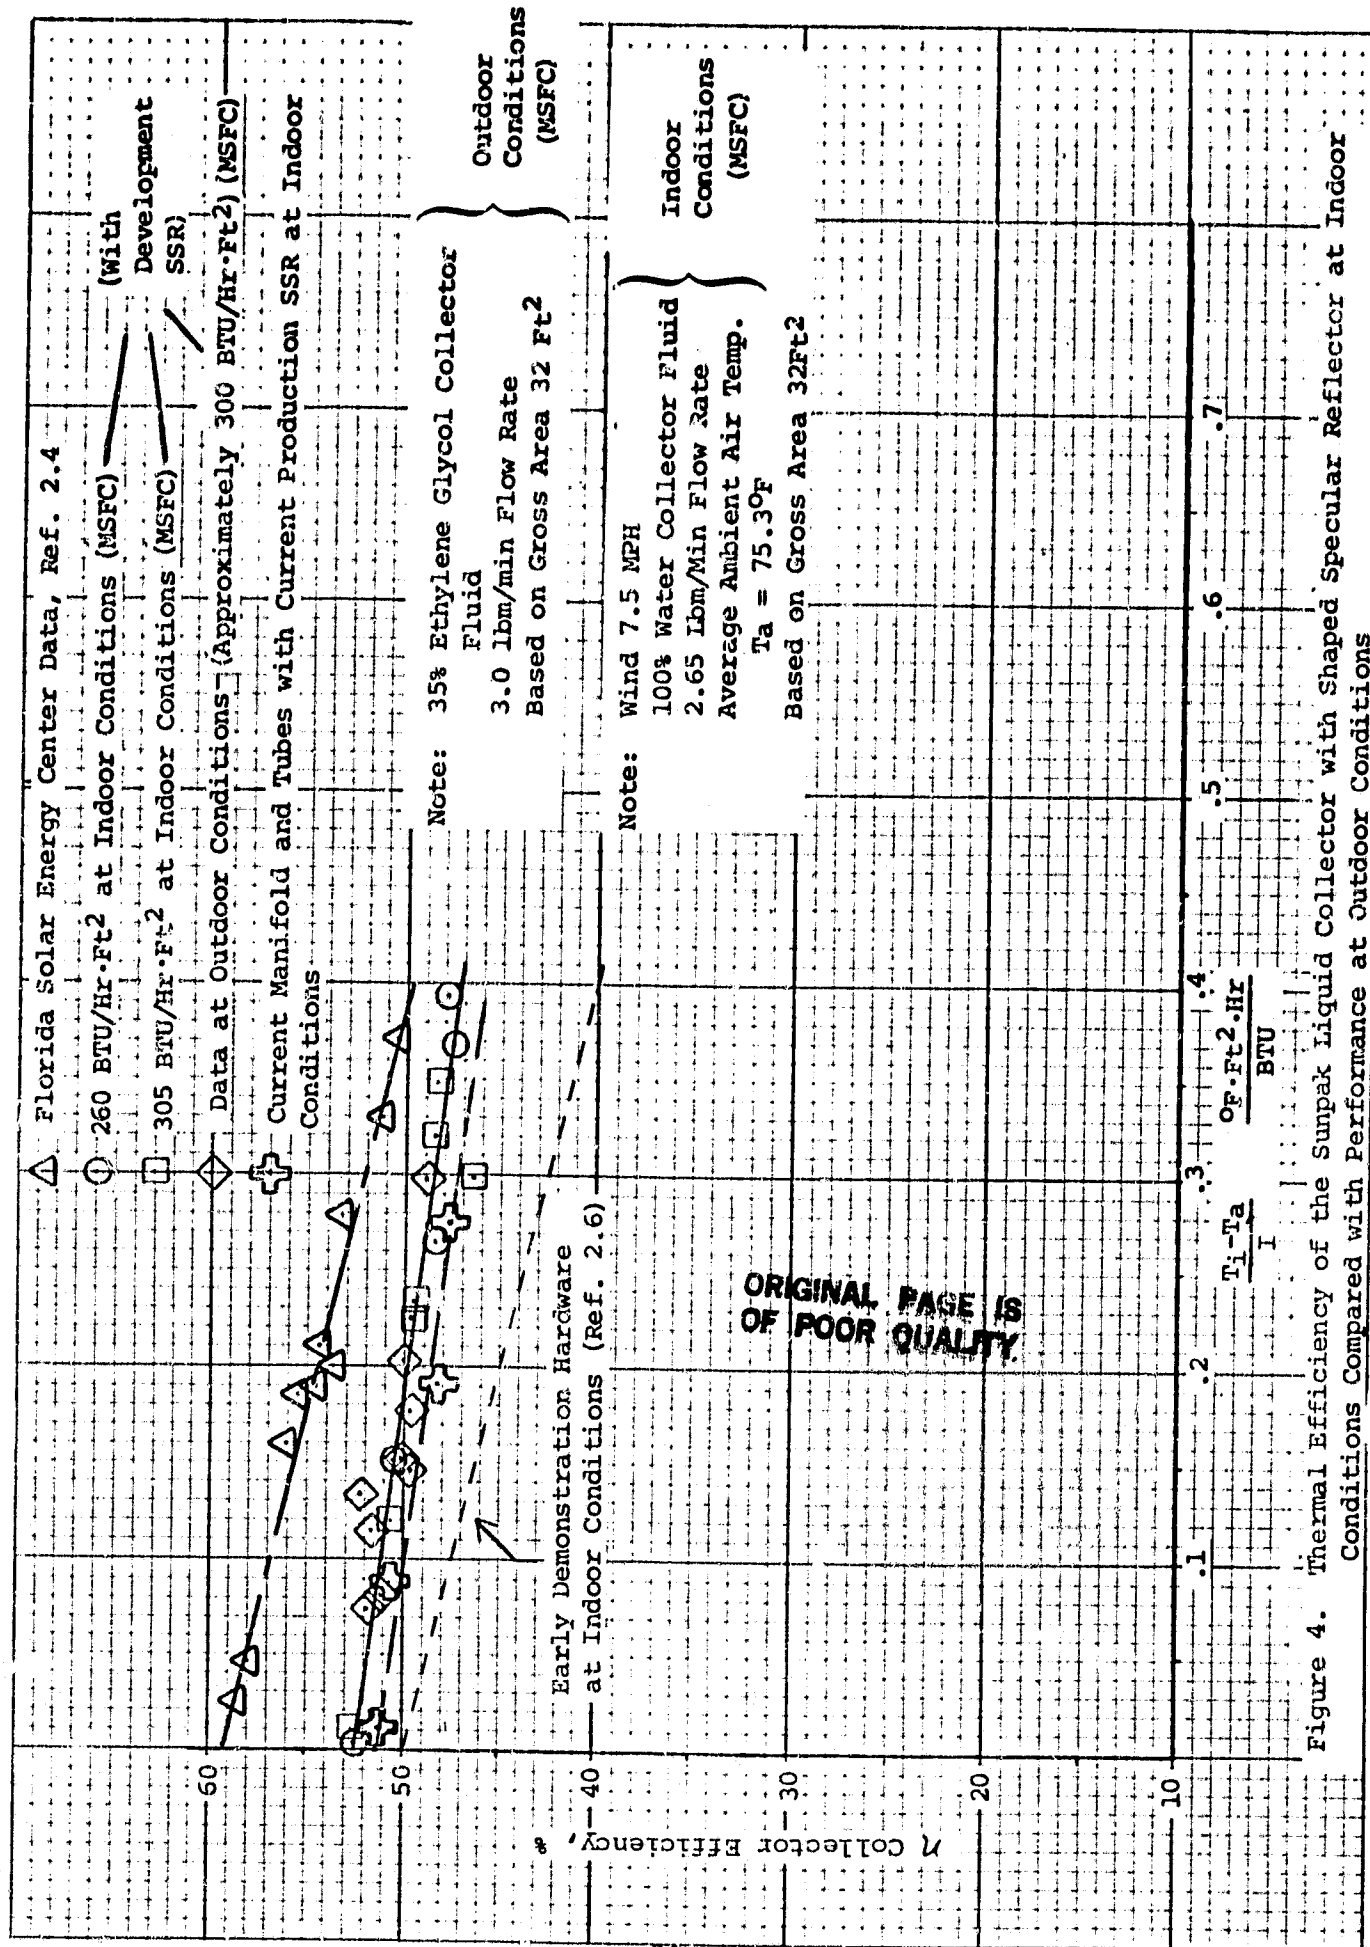 Florida Solar Energy Center Data, Ref. 2.4
260 BTU/Hr·Ft² at Indoor Conditions (MSFC)
305 BTU/Hr·Ft² at Indoor Conditions (MSFC)
(With
Development
SSR)
Data at Outdoor Conditions (Approximately 300 BTU/Hr·Ft²) (MSFC)
Current Manifold and Tubes with Current Production SSR at Indoor
Conditions
Note: 35% Ethylene Glycol Collector
Fluid
3.0 lbm/min Flow Rate
Based on Gross Area 32 Ft²
Outdoor
Conditions
(MSFC)
Note: Wind 7.5 MPH
100% Water Collector Fluid
2.65 Lbm/Min Flow Rate
Average Ambient Air Temp.
Ta = 75.3°F
Based on Gross Area 32Ft²
Indoor
Conditions
(MSFC)
Early Demonstration Hardware
at Indoor Conditions (Ref. 2.6)
ORIGINAL PAGE IS
OF POOR QUALITY
η Collector Efficiency, %
60
50
40
30
20
10
.1
.2
.3
.4
.5
.6
.7
Ti-Ta
I
°F·Ft²·Hr
BTU
Figure 4. Thermal Efficiency of the Sunpak Liquid Collector with Shaped Specular Reflector at Indoor
Conditions Compared with Performance at Outdoor Conditions